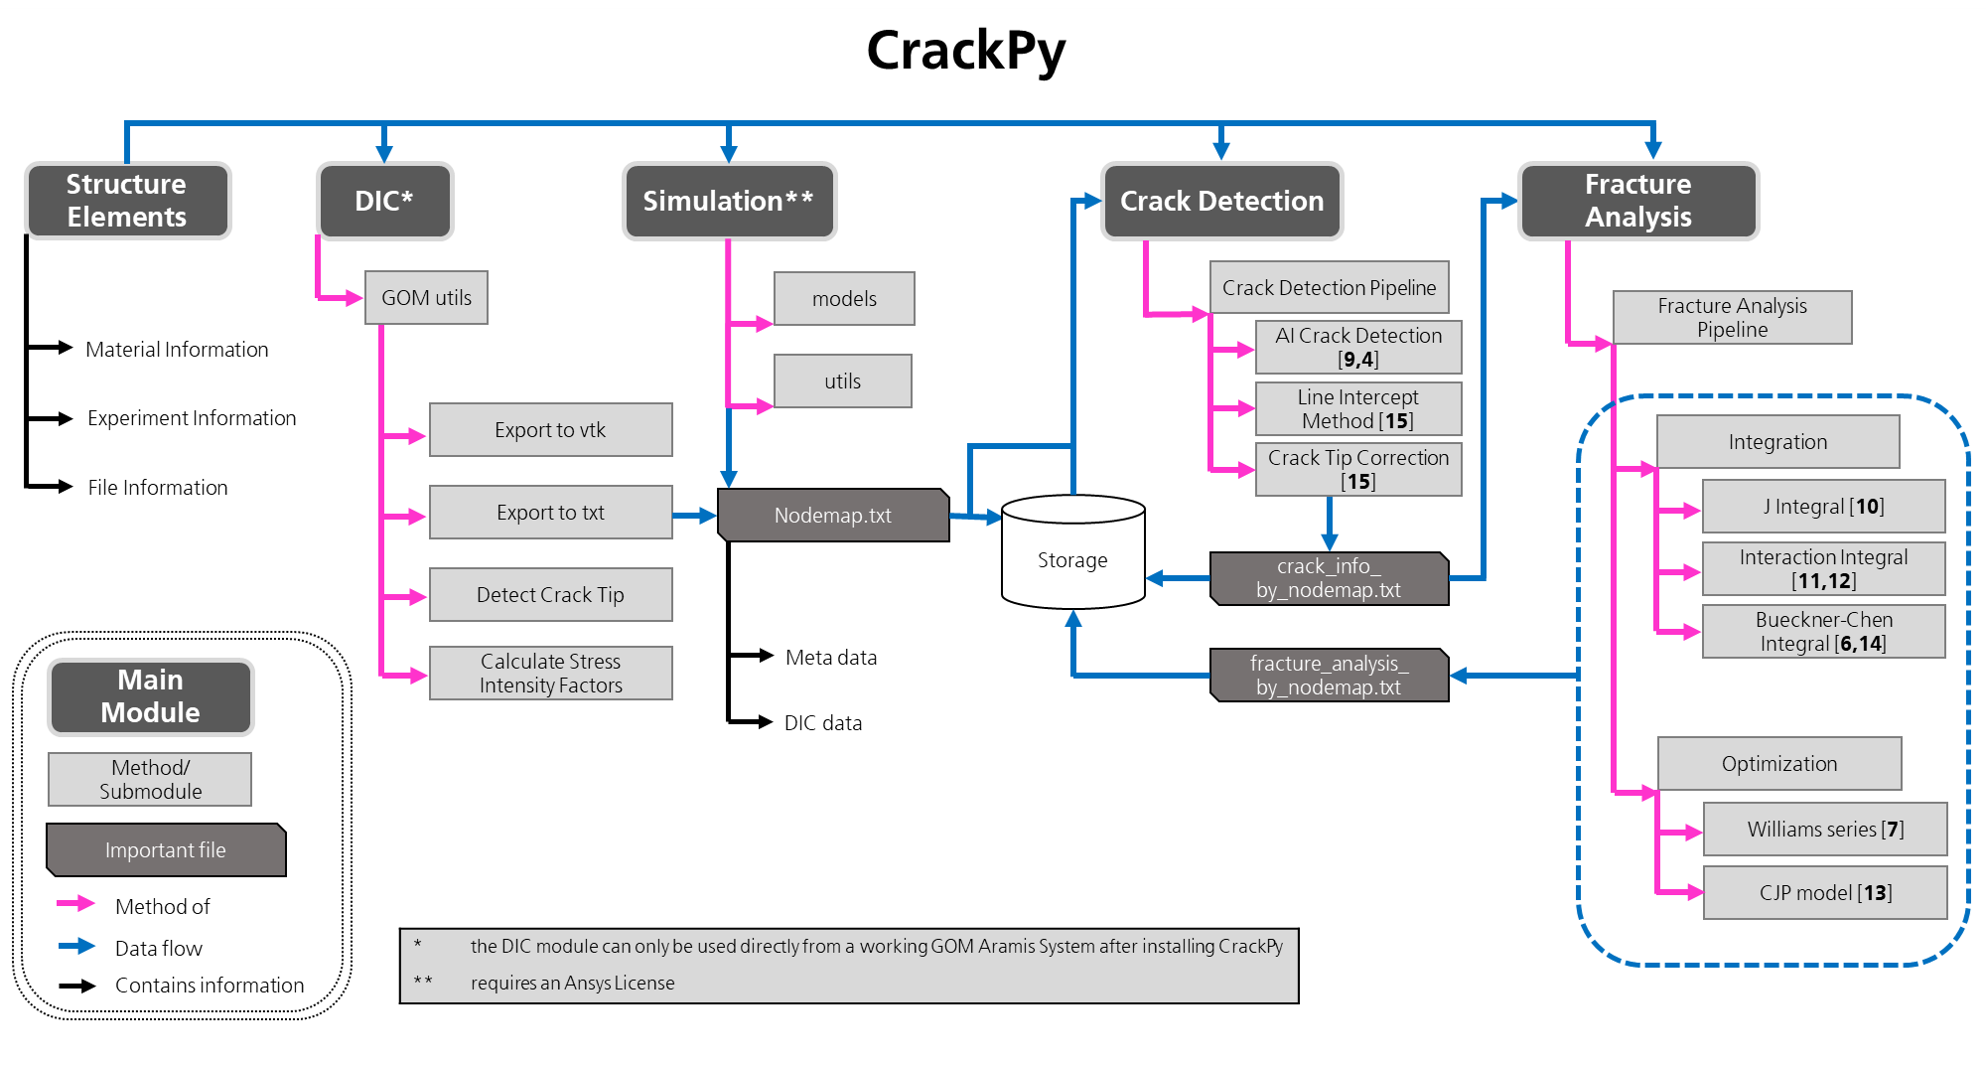 CrackPy
Structure
Elements
DIC*
Simulation**
Crack Detection
Fracture
Analysis
Material Information
Experiment Information
File Information
GOM utils
Export to vtk
Export to txt
Detect Crack Tip
Calculate Stress
Intensity Factors
models
utils
Nodemap.txt
Meta data
DIC data
Storage
Crack Detection Pipeline
AI Crack Detection
[9,4]
Line Intercept
Method [15]
Crack Tip Correction
[15]
crack_info_
by_nodemap.txt
fracture_analysis_
by_nodemap.txt
Fracture Analysis
Pipeline
Integration
J Integral [10]
Interaction Integral
[11,12]
Bueckner-Chen
Integral [6,14]
Optimization
Williams series [7]
CJP model [13]
Main
Module
Method/
Submodule
Important file
Method of
Data flow
Contains information
* the DIC module can only be used directly from a working GOM Aramis System after installing CrackPy
** requires an Ansys License